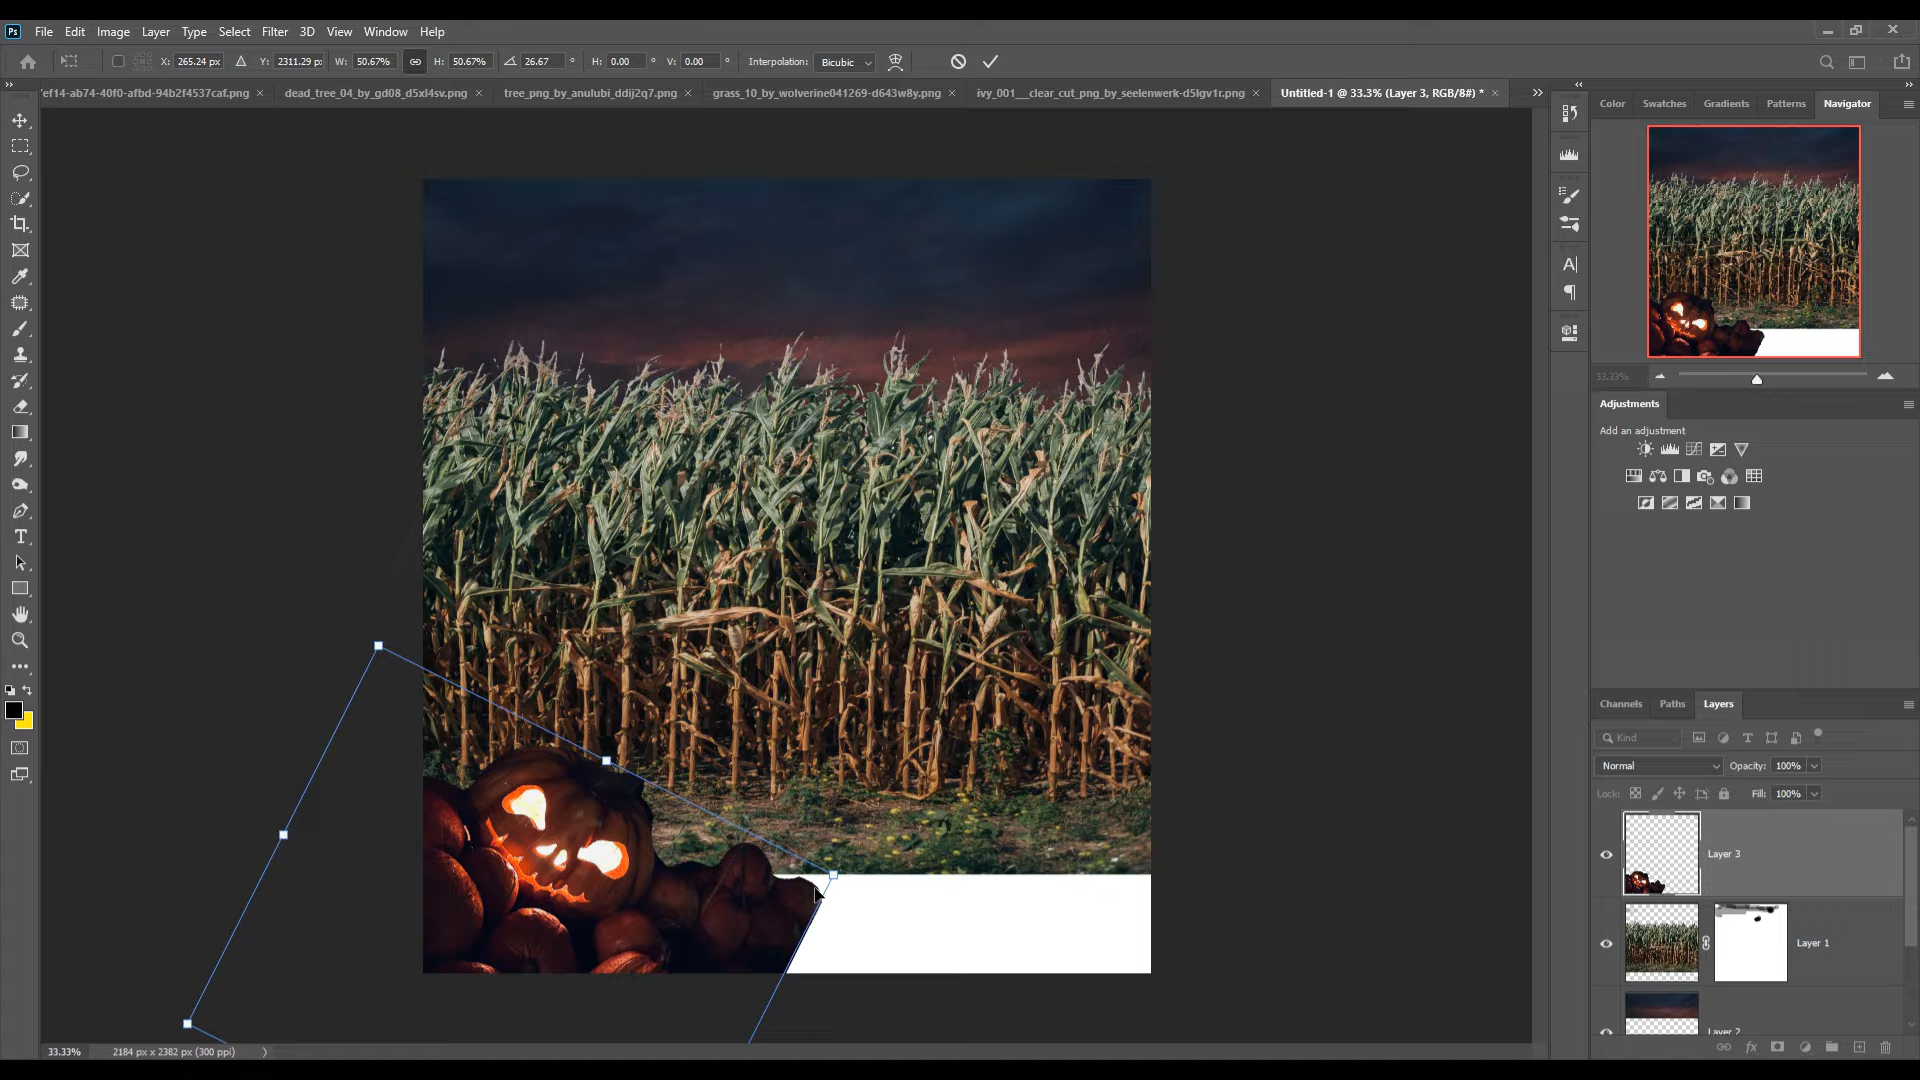 Ps File Edit Image Layer Type Select Filter 3D View Window Help
X: 265.24 px Y: 2311.29 px W: 50.67% H: 50.67% 26.67 ° H: 0.00 ° V: 0.00 ° Interpolation: Bicubic
ef14-ab74-40f0-afbd-94b2f4537caf.png × dead_tree_04_by_gd08_d5xl4sv.png × tree_png_by_anulubi_ddij2q7.png × grass_10_by_wolverine041269-d643w8y.png × ivy_001__clear_cut_png_by_seelenwerk-d5lgv1r.png × Untitled-1 @ 33.3% (Layer 3, RGB/8#) * ×
Color Swatches Gradients Patterns Navigator
33.33%
Adjustments
Add an adjustment
Channels Paths Layers
Kind
Normal Opacity: 100%
Lock: Fill: 100%
Layer 3
Layer 1
Layer 2
33.33% 2184 px x 2382 px (300 ppi)